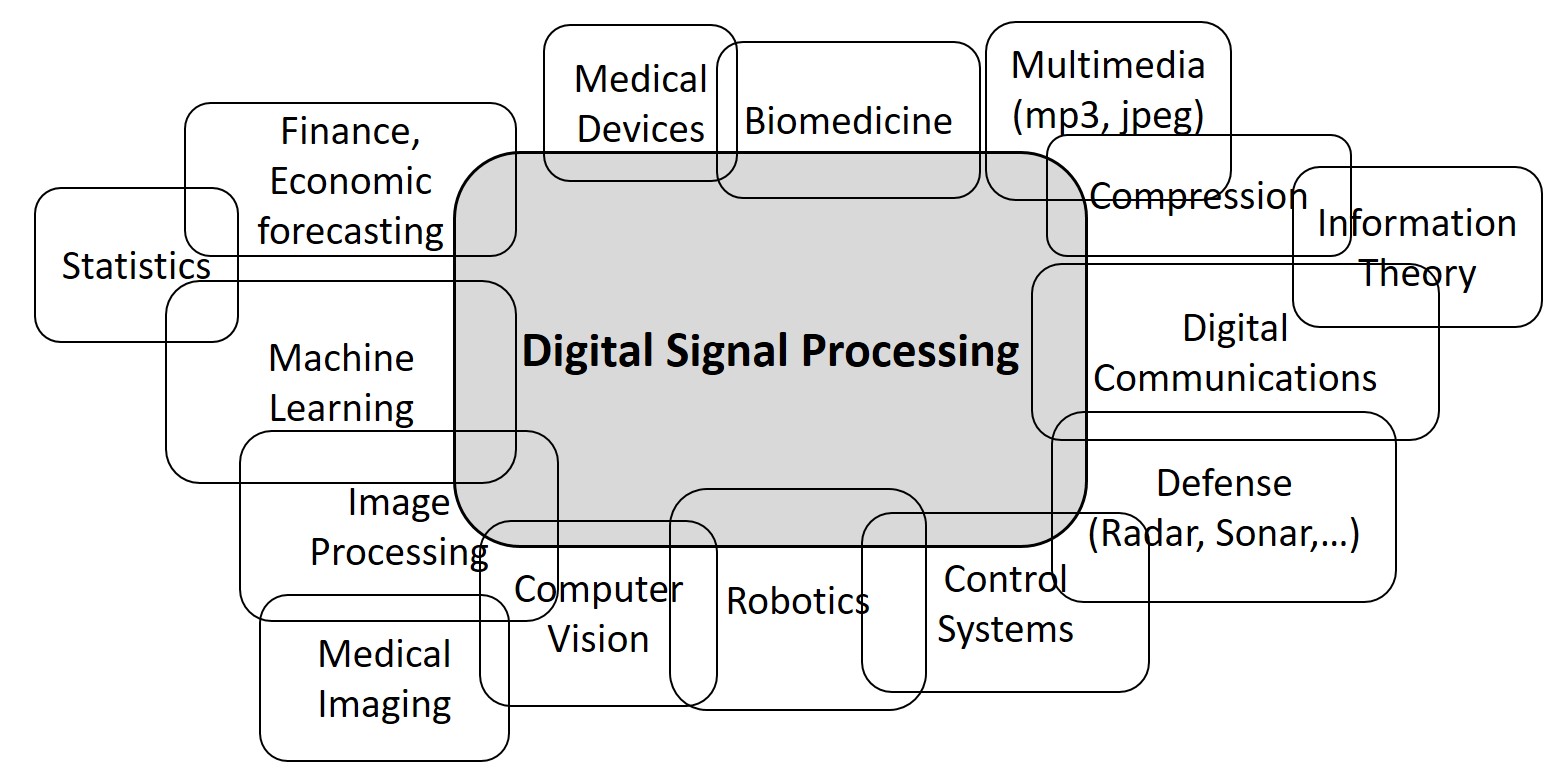 Medical
Devices
Biomedicine
Multimedia
(mp3, jpeg)
Finance,
Economic
forecasting
Compression
Information
Theory
Statistics
Digital Signal Processing
Digital
Communications
Machine
Learning
Defense
(Radar, Sonar,...)
Image
Processing
Computer
Vision
Robotics
Control
Systems
Medical
Imaging